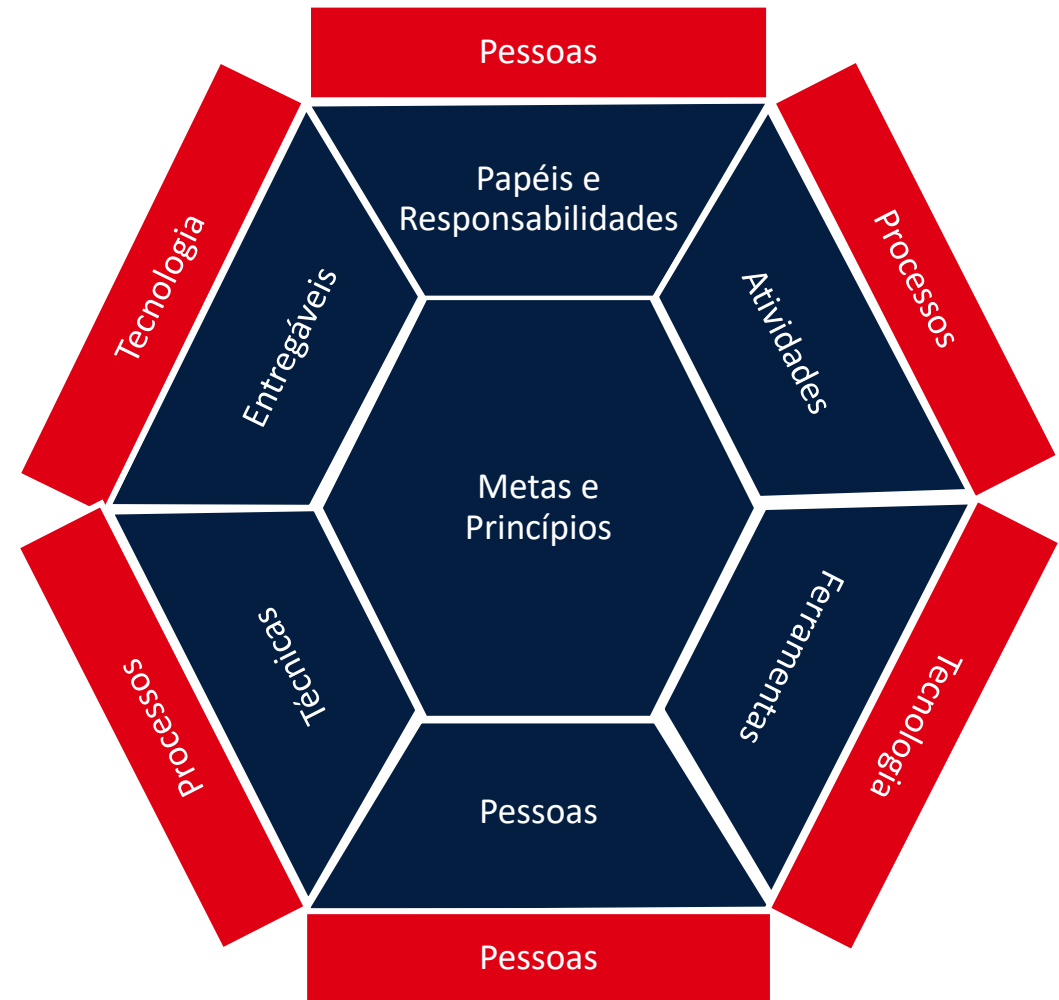 Pessoas
Papéis e
Responsabilidades
Tecnologia
Entregáveis
Atividades
Processos
Metas e
Princípios
Processos
Técnicas
Ferramentas
Tecnologia
Pessoas
Pessoas